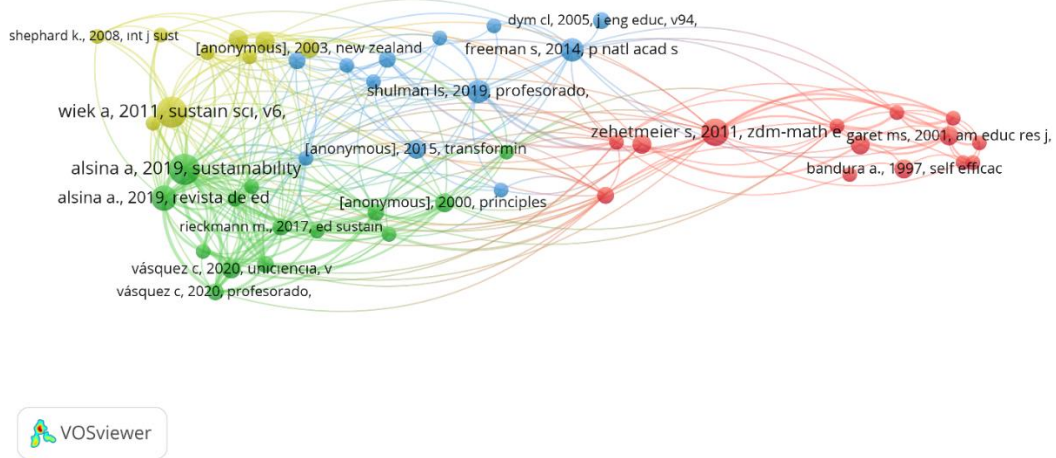 dym cl, 2005, j eng educ, v94,
shephard k., 2008, int j sust
[anonymous], 2003, new zealand
freeman s, 2014, p natl acad s
shulman ls, 2019, profesorado,
wiek a, 2011, sustain sci, v6,
zehetmeier s, 2011, zdm-math e
garet ms, 2001, am educ res j,
[anonymous], 2015, transformin
alsina a, 2019, sustainability
bandura a., 1997, self efficac
alsina a., 2019, revista de ed
[anonymous], 2000, principles
rieckmann m., 2017, ed sustain
vásquez c, 2020, uniciencia, v
vásquez c, 2020, profesorado,
VOSviewer